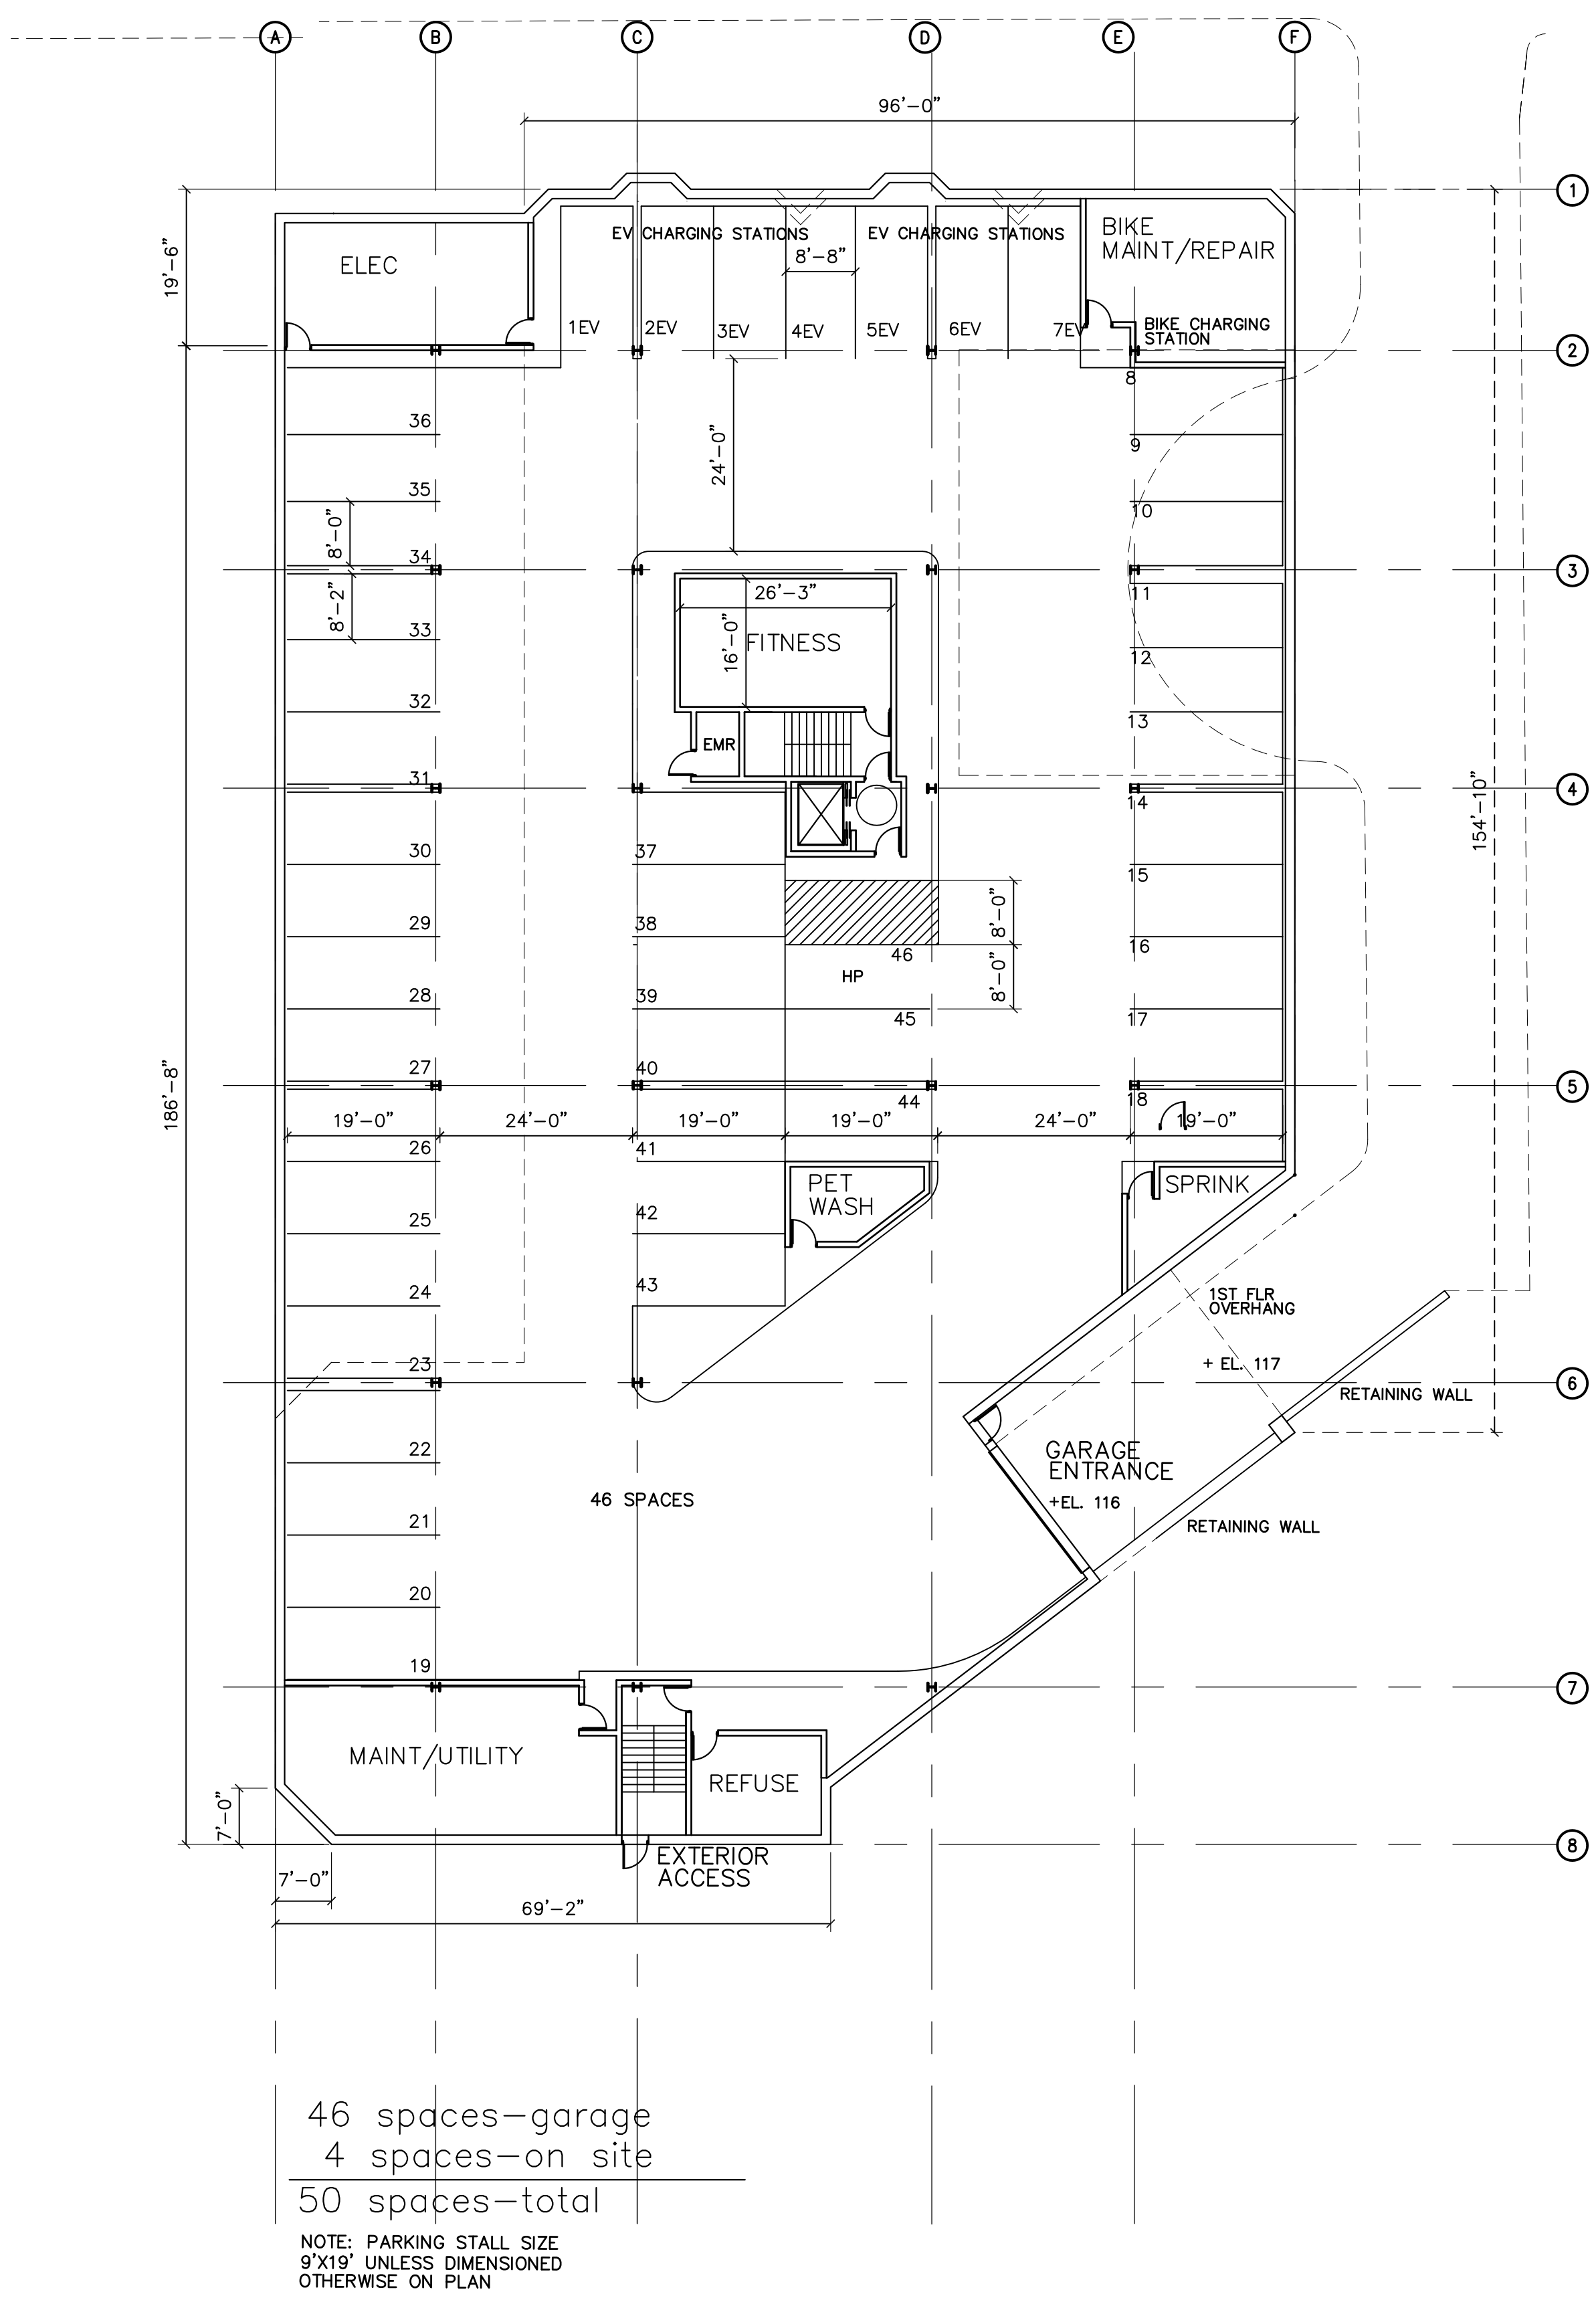 A B C D E F
96'-0"
1
19'-6"
ELEC
EV CHARGING STATIONS
EV CHARGING STATIONS
8'-8"
BIKE
MAINT/REPAIR
1EV 2EV 3EV 4EV 5EV 6EV 7EV
BIKE CHARGING
STATION
2
8
36
9
24'-0"
35
10
8'-0"
34
3
8'-2"
26'-3"
11
33
16'-0"
FITNESS
12
32
13
EMR
31
4
14
154'-10"
30
37
15
8'-0"
29
38
16
46
HP
8'-0"
28
39
17
45
27
40
5
44
18
186'-8"
19'-0" 24'-0" 19'-0" 19'-0" 24'-0" 19'-0"
26
41
PET
WASH
SPRINK
25
42
24
43
1ST FLR
OVERHANG
23
+ EL. 117
6
RETAINING WALL
22
GARAGE
ENTRANCE
46 SPACES
+EL. 116
21
RETAINING WALL
20
19
7
MAINT/UTILITY
REFUSE
7'-0"
8
EXTERIOR
ACCESS
7'-0"
69'-2"
46 spaces-garage
4 spaces-on site
50 spaces-total
NOTE: PARKING STALL SIZE
9'X19' UNLESS DIMENSIONED
OTHERWISE ON PLAN